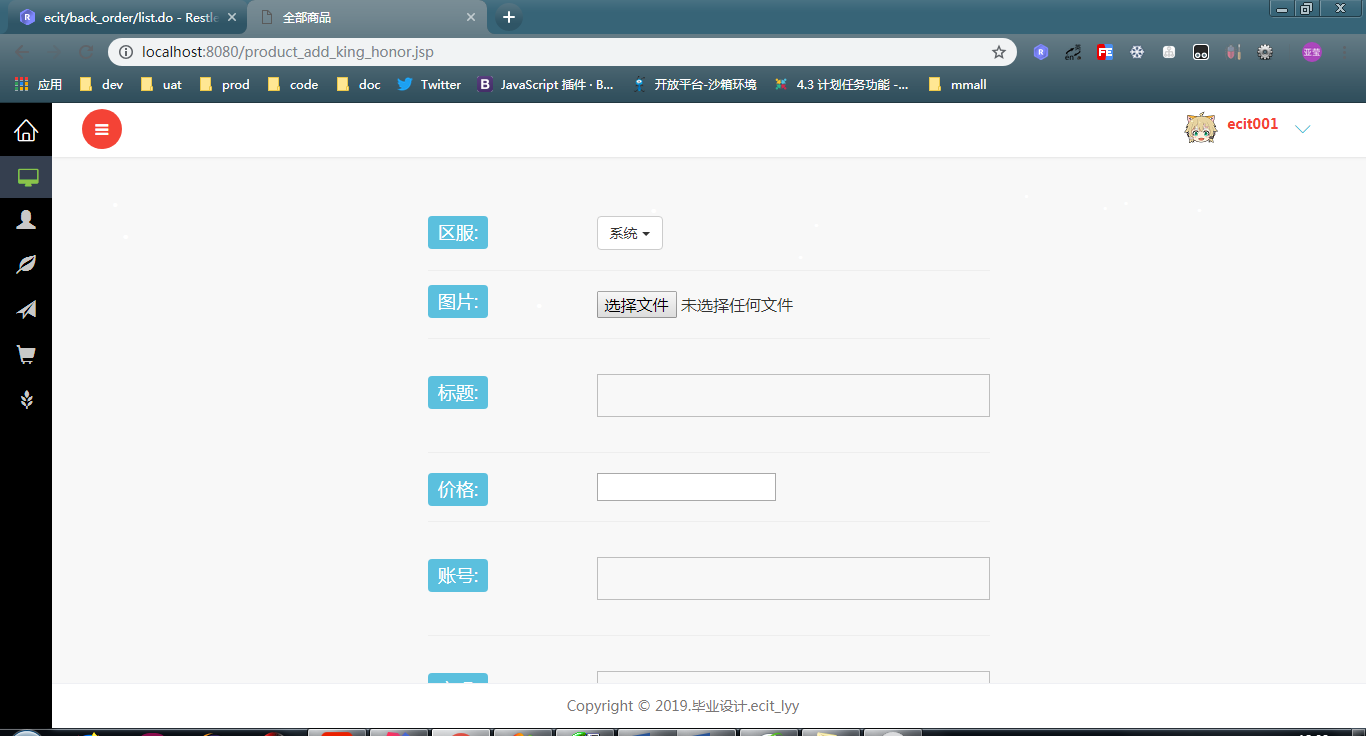 ecit/back_order/list.do - Restle
全部商品
localhost:8080/product_add_king_honor.jsp
亚莹
应用
dev
uat
prod
code
doc
Twitter
JavaScript 插件 · B...
开放平台-沙箱环境
4.3 计划任务功能 -...
mmall
ecit001
区服:
系统
图片:
选择文件 未选择任何文件
标题:
价格:
账号:
Copyright © 2019.毕业设计.ecit_lyy